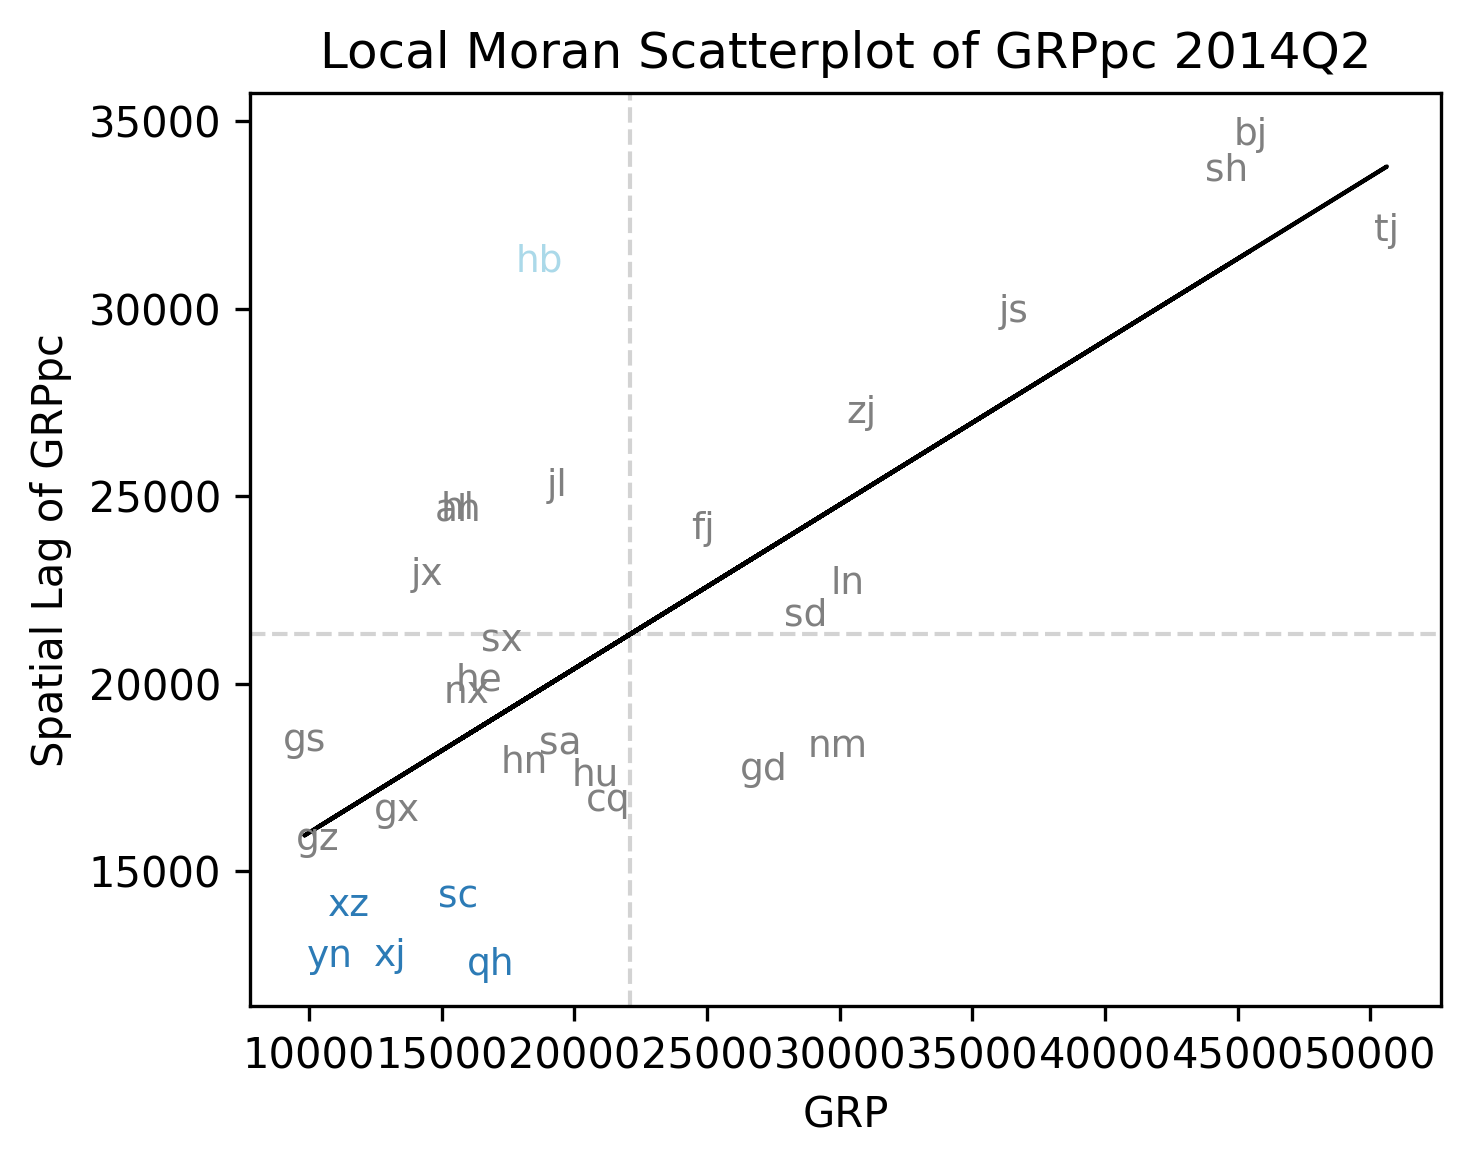 Local Moran Scatterplot of GRPpc 2014Q2
35000
30000
25000
20000
15000
Spatial Lag of GRPpc
bj
sh
tj
hb
js
zj
jl
hl
ah
fj
jx
ln
sd
sx
he
nx
gs
sa
hn
hu
cq
nm
gd
gx
gz
xz
sc
yn
xj
qh
10000 15000 20000 25000 30000 35000 40000 45000 50000
GRP